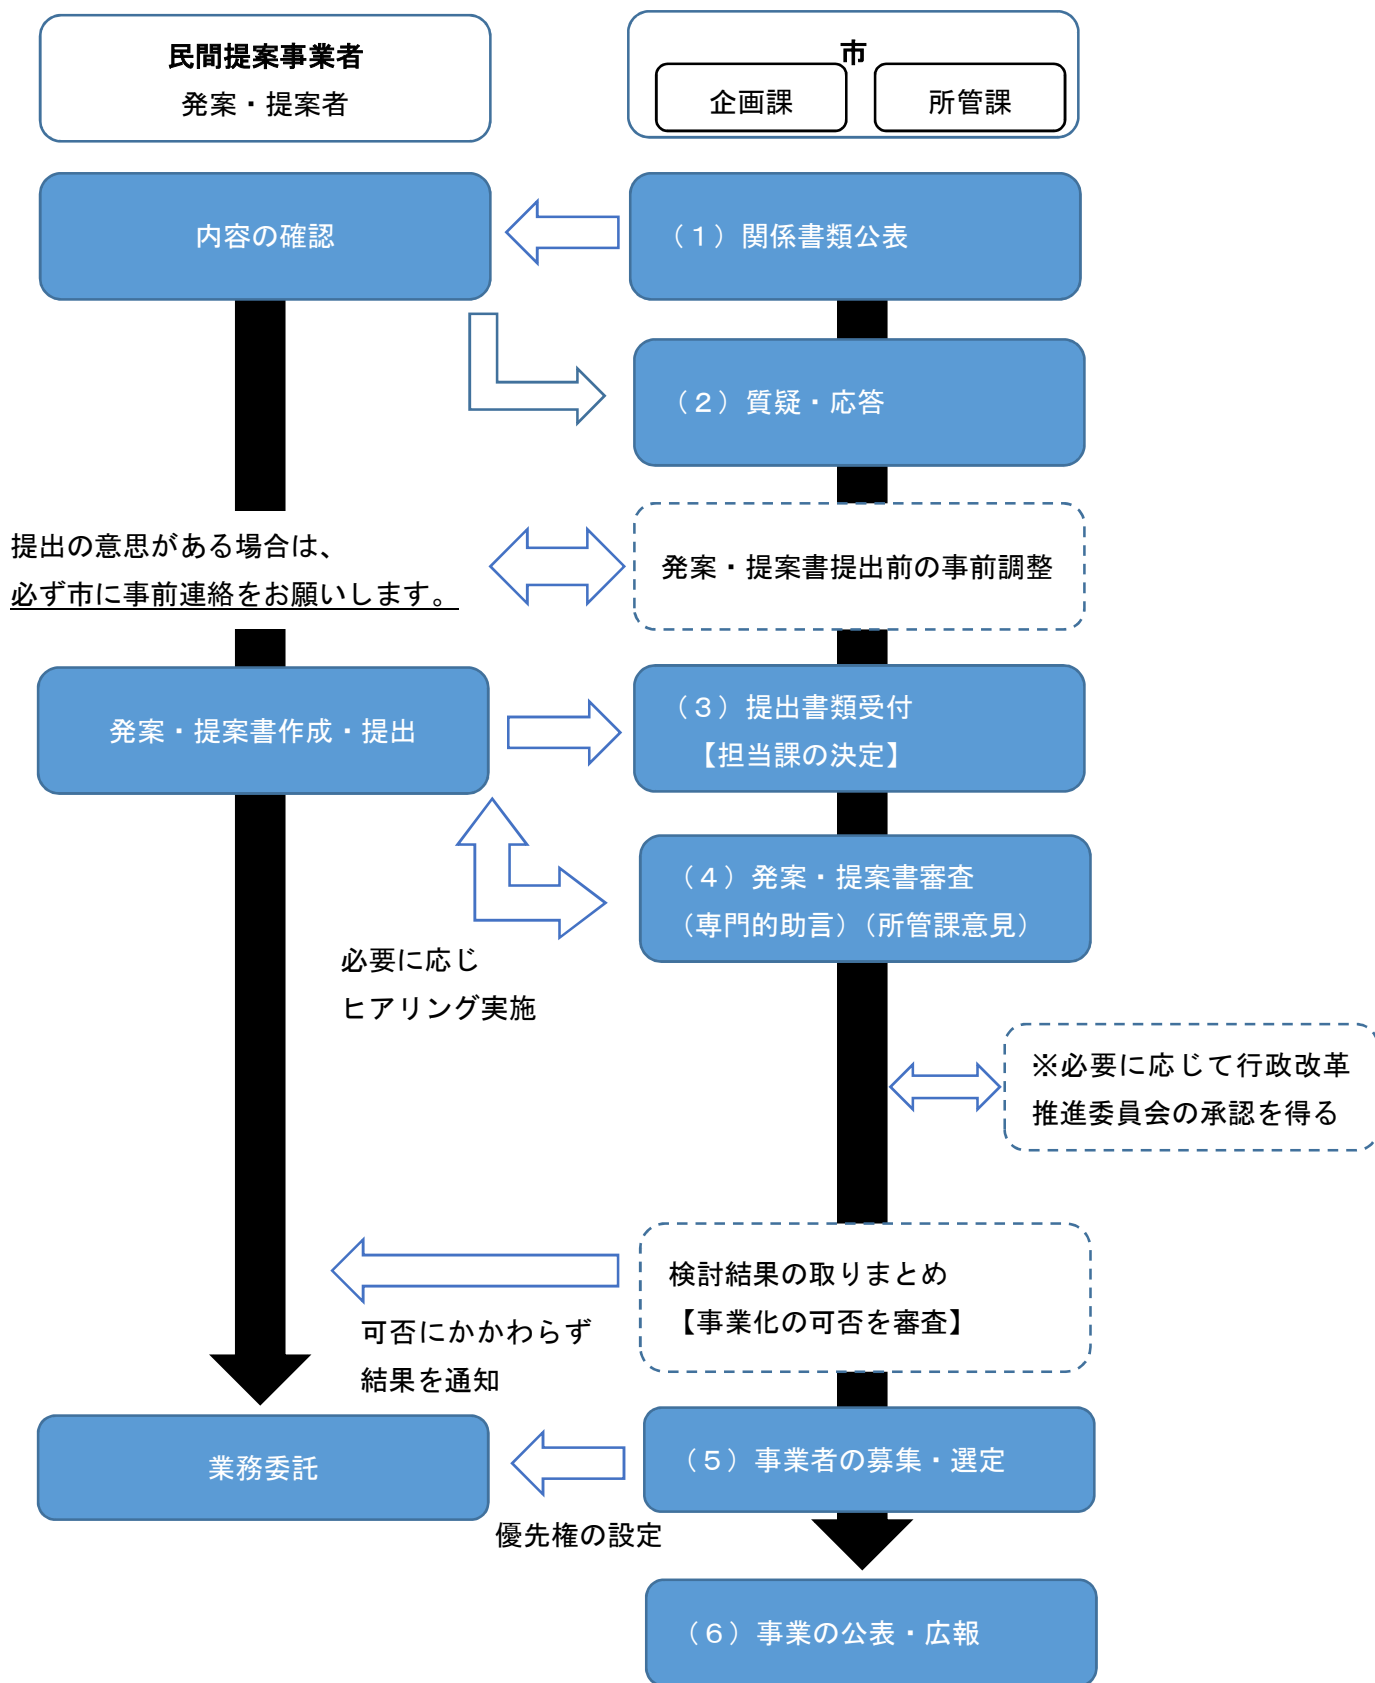 民間提案事業者
発案・提案者
市
企画課
所管課
内容の確認
（１）関係書類公表
（２）質疑・応答
提出の意思がある場合は、
必ず市に事前連絡をお願いします。
発案・提案書提出前の事前調整
発案・提案書作成・提出
（３）提出書類受付
【担当課の決定】
（４）発案・提案書審査
（専門的助言）（所管課意見）
必要に応じ
ヒアリング実施
※必要に応じて行政改革
推進委員会の承認を得る
検討結果の取りまとめ
【事業化の可否を審査】
可否にかかわらず
結果を通知
業務委託
（５）事業者の募集・選定
優先権の設定
（６）事業の公表・広報